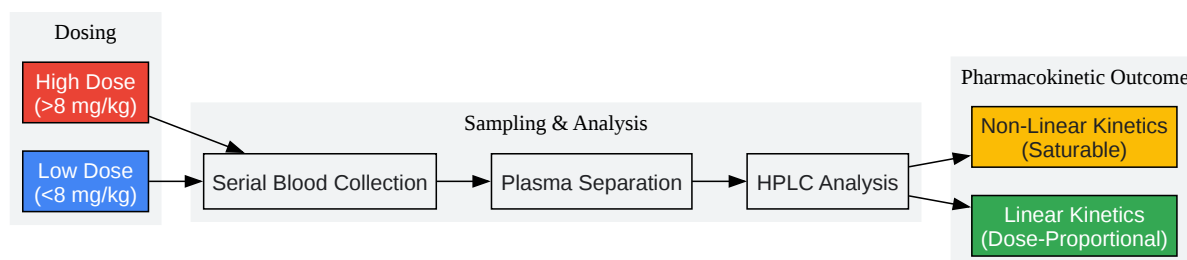 Dosing
High Dose
(>8 mg/kg)
Low Dose
(<8 mg/kg)
Sampling & Analysis
Serial Blood Collection
Plasma Separation
HPLC Analysis
Pharmacokinetic Outcome
Non-Linear Kinetics
(Saturable)
Linear Kinetics
(Dose-Proportional)